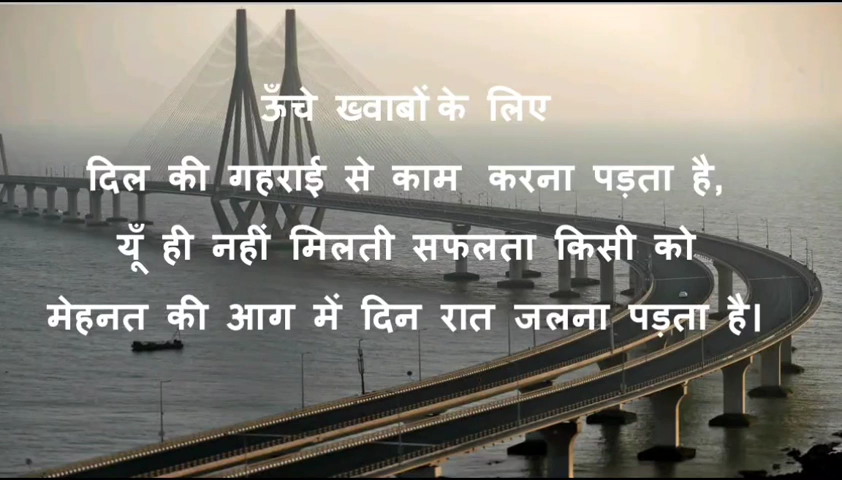 ऊँचे ख्वाबों के लिए
दिल की गहराई से काम करना पड़ता है,
यूँ ही नहीं मिलती सफलता किसी को
मेहनत की आग में दिन रात जलना पड़ता है।